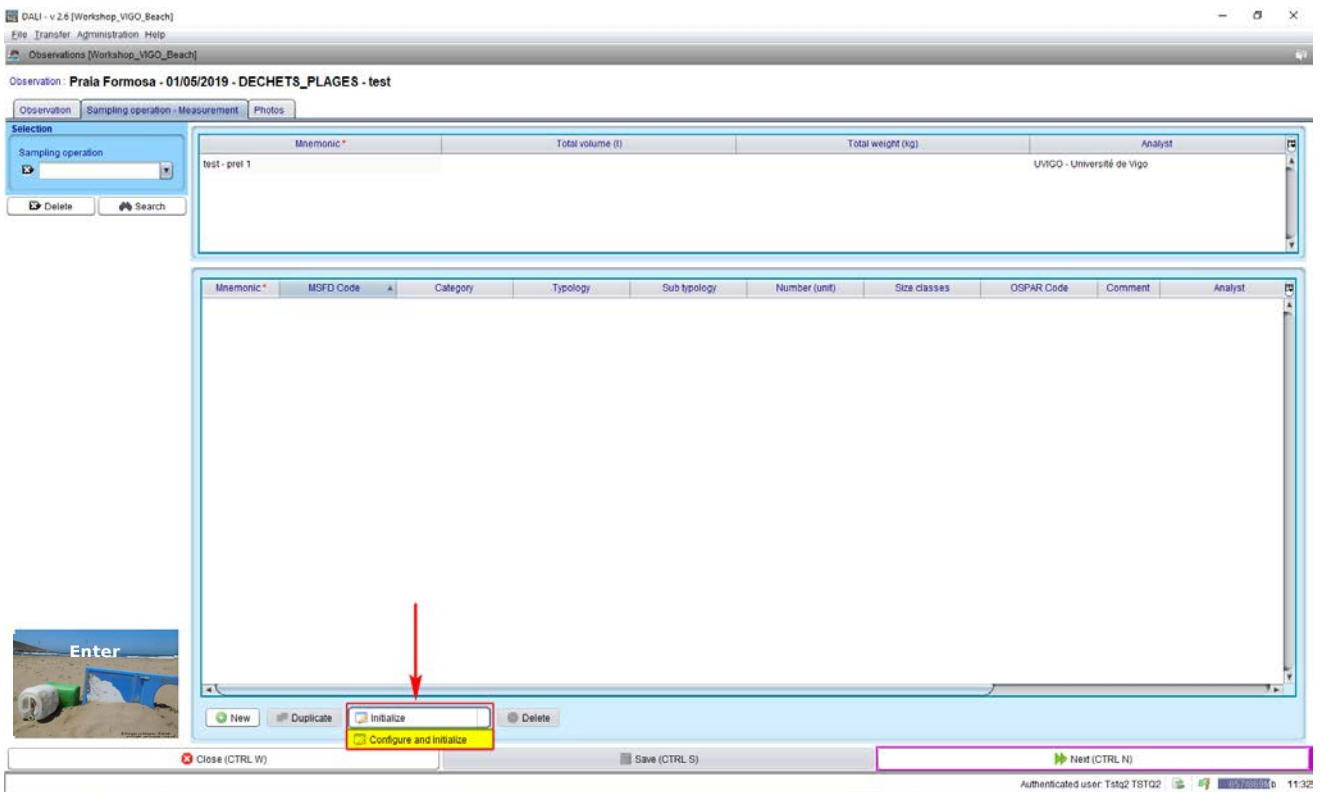 DALI - v 2.6 [Workshop_VIGO_Beach]
File Transfer Administration Help
Observations [Workshop_VIGO_Beach]
Observation : Praia Formosa - 01/05/2019 - DECHETS_PLAGES - test
Observation Sampling operation - Measurement Photos
Selection
Sampling operation
Delete Search
Mnemonic * Total volume (l) Total weight (kg) Analyst
test - prel 1 UVIGO - Université de Vigo
Mnemonic * MSFD Code Category Typology Sub typology Number (unit) Size classes OSPAR Code Comment Analyst
Enter
New Duplicate Initialize Delete
Configure and Initialize
Close (CTRL W) Save (CTRL S) Next (CTRL N)
Authenticated user: Tstq2 TSTQ2 11:32